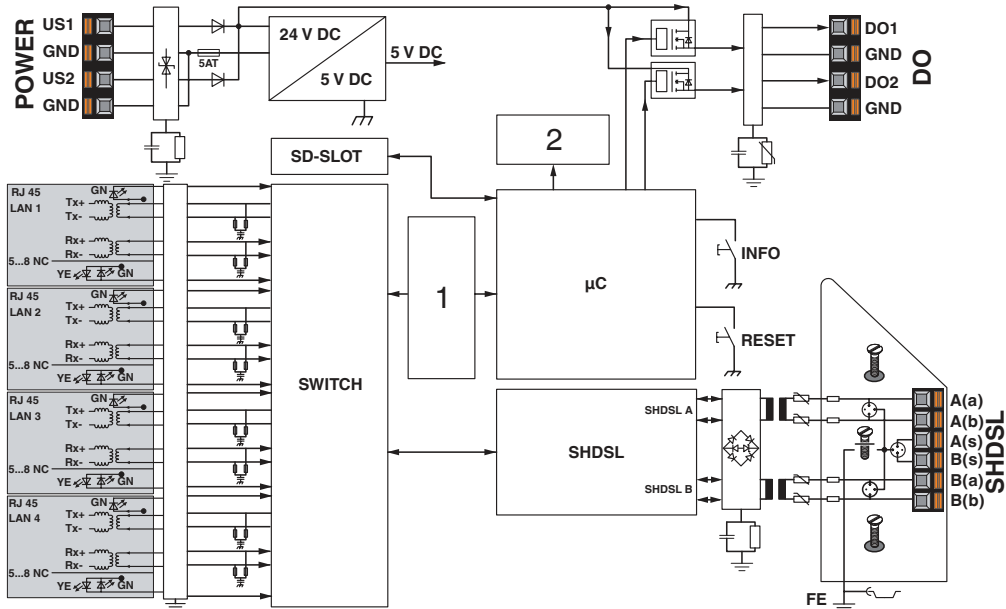 POWER
US1
GND
US2
GND
5AT
24 V DC
5 V DC
5 V DC
DO1
GND
DO2
GND
DO
SD-SLOT
2
1
µC
INFO
RESET
SWITCH
RJ 45
LAN 1
GN
Tx+
Tx-
Rx+
Rx-
5...8 NC
YE
GN
RJ 45
LAN 2
GN
Tx+
Tx-
Rx+
Rx-
5...8 NC
YE
GN
RJ 45
LAN 3
GN
Tx+
Tx-
Rx+
Rx-
5...8 NC
YE
GN
RJ 45
LAN 4
GN
Tx+
Tx-
Rx+
Rx-
5...8 NC
YE
GN
SHDSL
SHDSL A
SHDSL B
A(a)
A(b)
A(s)
B(s)
B(a)
B(b)
SHDSL
FE